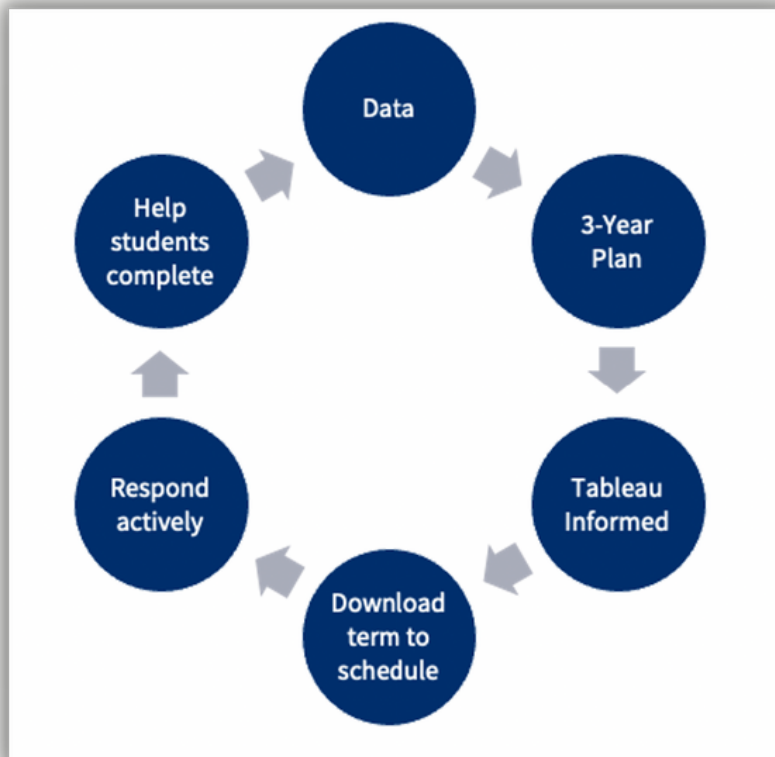 Data
3-Year
Plan
Tableau
Informed
Download
term to
schedule
Respond
actively
Help
students
complete